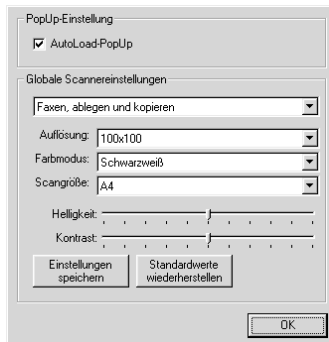 PopUp-Einstellung
AutoLoad-PopUp
Globale Scannereinstellungen
Faxen, ablegen und kopieren
Auflösung: 100x100
Farbmodus: Schwarzweiß
Scangröße: A4
Helligkeit:
Kontrast:
Einstellungen
speichern
Standardwerte
wiederherstellen
OK